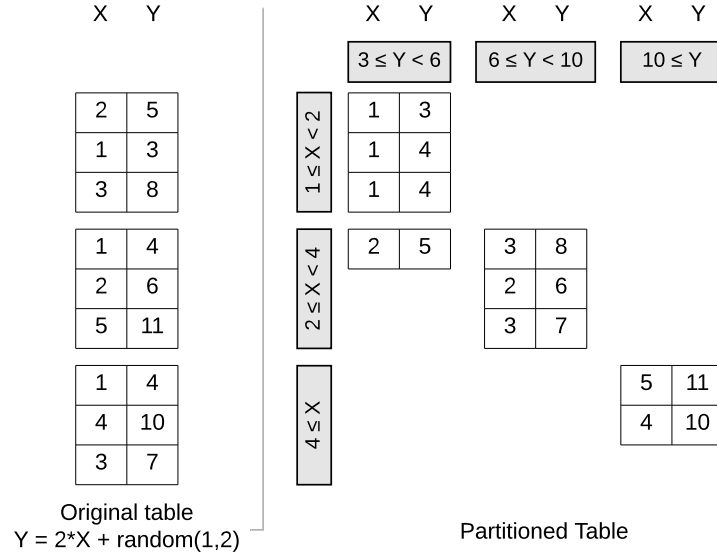 X Y
2 5
1 3
3 8
1 4
2 6
5 11
1 4
4 10
3 7
Original table
Y = 2*X + random(1,2)
X Y X Y X Y
3 ≤ Y < 6 6 ≤ Y < 10 10 ≤ Y
1 ≤ X < 2
1 3
1 4
1 4
2 ≤ X < 4
2 5 3 8
2 6
3 7
4 ≤ X
5 11
4 10
Partitioned Table